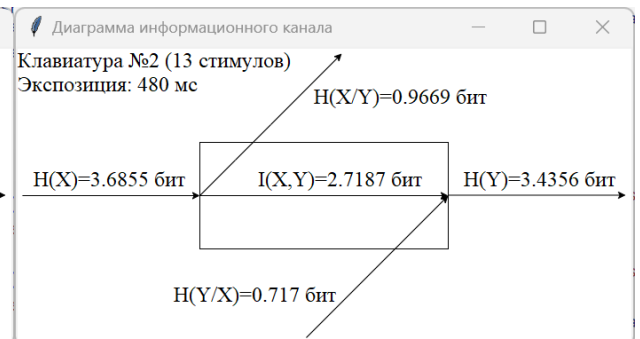 Диаграмма информационного канала
Клавиатура №2 (13 стимулов)
Экспозиция: 480 мс
H(X/Y)=0.9669 бит
H(X)=3.6855 бит
I(X,Y)=2.7187 бит
H(Y)=3.4356 бит
H(Y/X)=0.717 бит